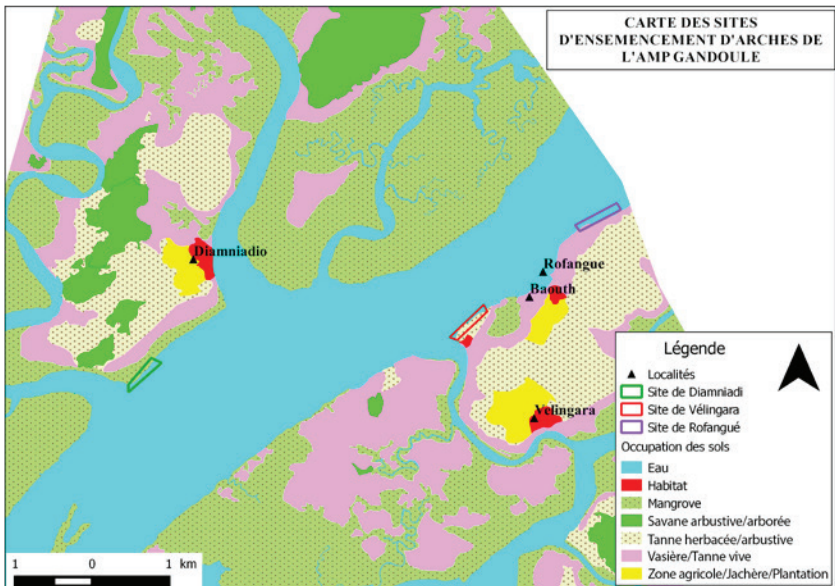 CARTE DES SITES
D'ENSEMENCEMENT D'ARCHES DE
L'AMP GANDOULE
Diamniadio
Rofangue
Baouth
Velingara
Légende
Localités
Site de Diamniadi
Site de Vélingara
Site de Rofangué
Occupation des sols
Eau
Habitat
Mangrove
Savane arbustive/arborée
Tanne herbacée/arbustive
Vasière/Tanne vive
Zone agricole/Jachère/Plantation
1 0 1 km